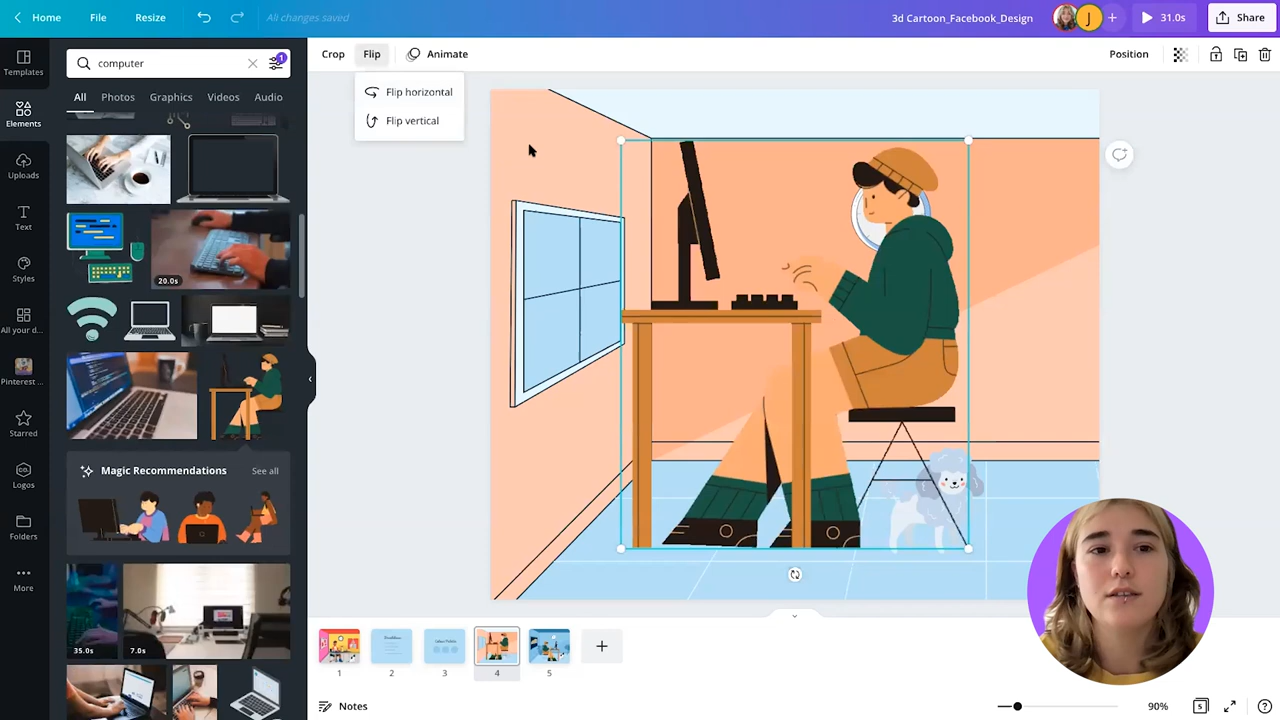 Home
File
Resize
All changes saved
3d Cartoon_Facebook_Design
J
31.0s
Share
Templates
Elements
Uploads
Text
Styles
All your d...
Pinterest ...
Starred
Logos
Folders
More
computer
1
All
Photos
Graphics
Videos
Audio
20.0s
Magic Recommendations
See all
35.0s
7.0s
Crop
Flip
Animate
Position
Flip horizontal
Flip vertical
1
2
3
4
5
Notes
90%
5